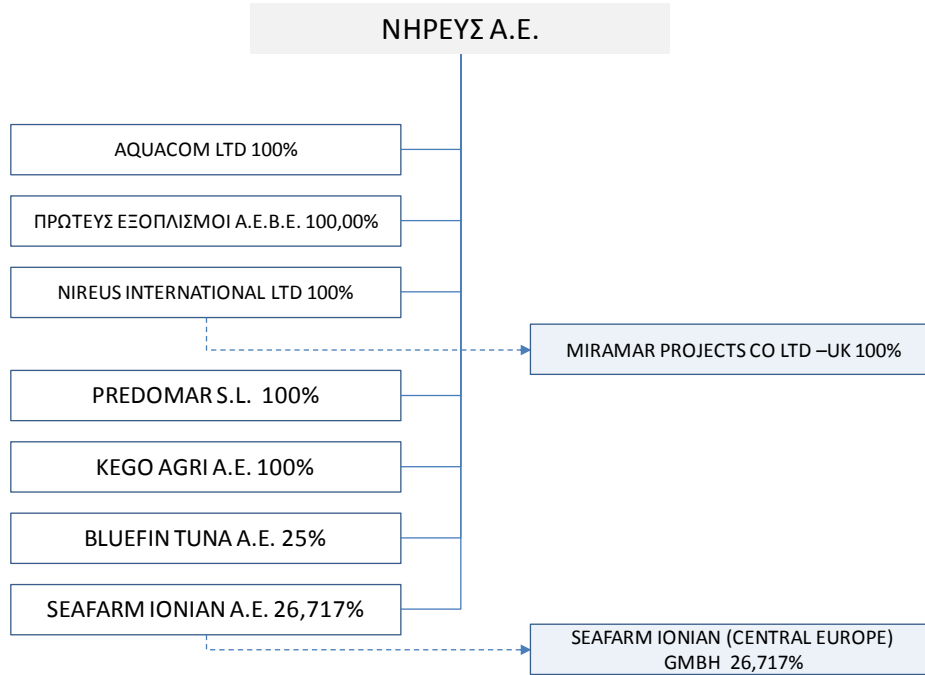 ΝΗΡΕΥΣ Α.Ε.
AQUACOM LTD 100%
ΠΡΩΤΕΥΣ ΕΞΟΠΛΙΣΜΟΙ Α.Ε.Β.Ε. 100,00%
NIREUS INTERNATIONAL LTD 100%
MIRAMAR PROJECTS CO LTD –UK 100%
PREDOMAR S.L. 100%
KEGO AGRI A.E. 100%
BLUEFIN TUNA A.E. 25%
SEAFARM IONIAN A.E. 26,717%
SEAFARM IONIAN (CENTRAL EUROPE)
GMBH 26,717%